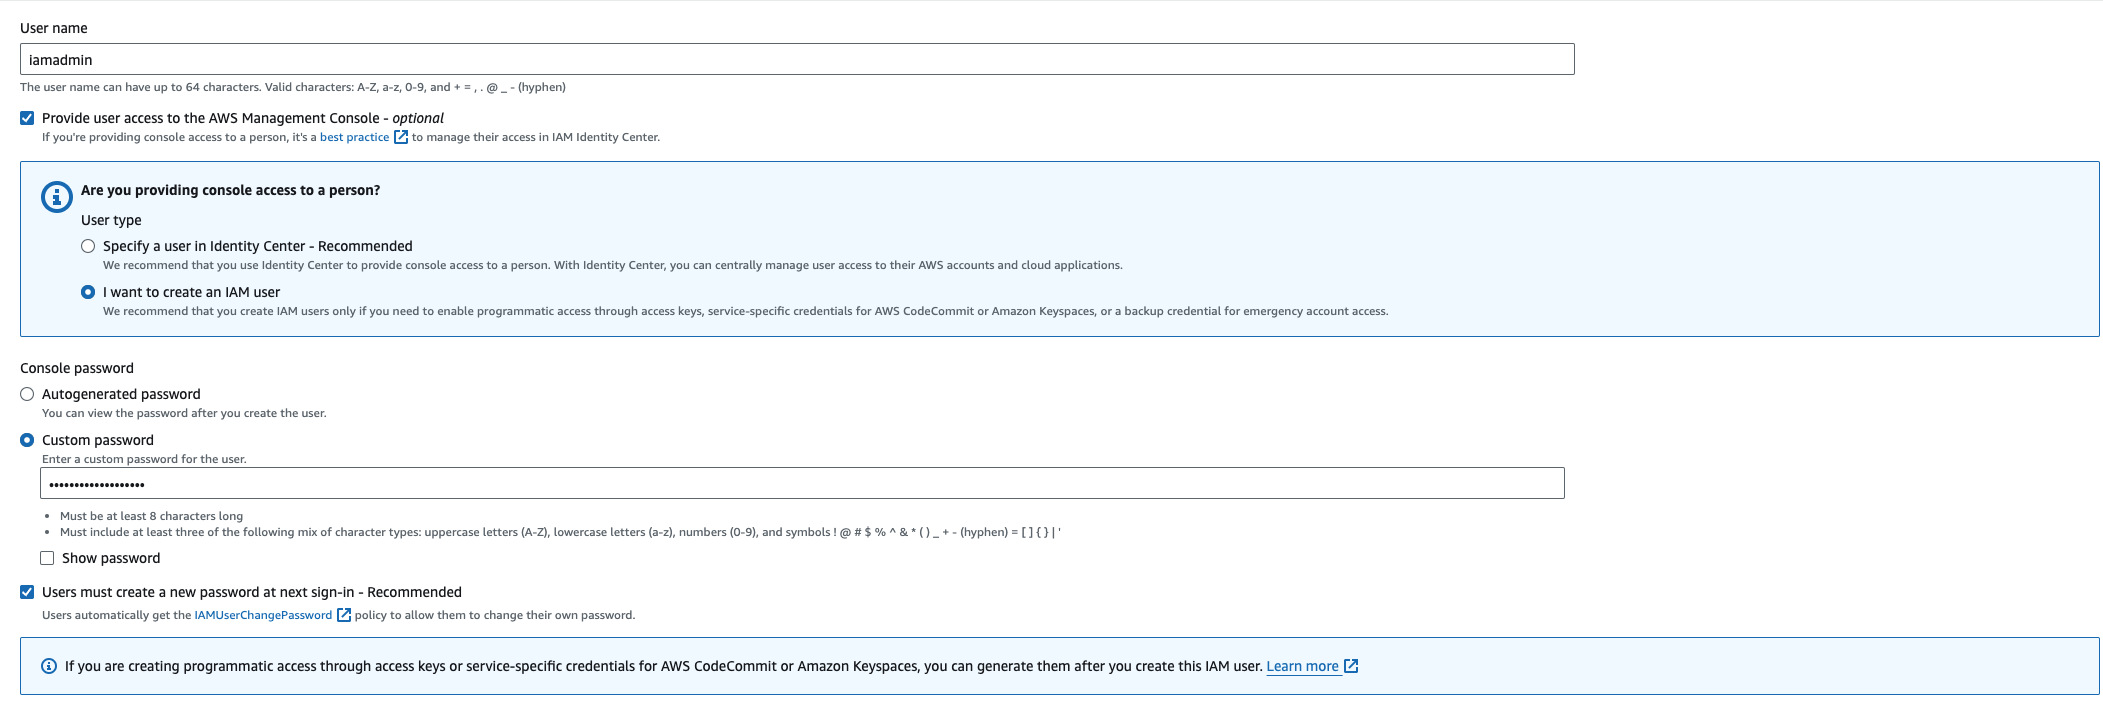 User name
iamadmin
The user name can have up to 64 characters. Valid characters: A-Z, a-z, 0-9, and + = , . @ _ - (hyphen)
Provide user access to the AWS Management Console - optional
If you're providing console access to a person, it's a best practice to manage their access in IAM Identity Center.
Are you providing console access to a person?
User type
Specify a user in Identity Center - Recommended
We recommend that you use Identity Center to provide console access to a person. With Identity Center, you can centrally manage user access to their AWS accounts and cloud applications.
I want to create an IAM user
We recommend that you create IAM users only if you need to enable programmatic access through access keys, service-specific credentials for AWS CodeCommit or Amazon Keyspaces, or a backup credential for emergency account access.
Console password
Autogenerated password
You can view the password after you create the user.
Custom password
Enter a custom password for the user.
•••••••••••••••••••
• Must be at least 8 characters long
• Must include at least three of the following mix of character types: uppercase letters (A-Z), lowercase letters (a-z), numbers (0-9), and symbols ! @ # $ % ^ & * ( ) _ + - (hyphen) = [ ] { } | '
Show password
Users must create a new password at next sign-in - Recommended
Users automatically get the IAMUserChangePassword policy to allow them to change their own password.
If you are creating programmatic access through access keys or service-specific credentials for AWS CodeCommit or Amazon Keyspaces, you can generate them after you create this IAM user. Learn more